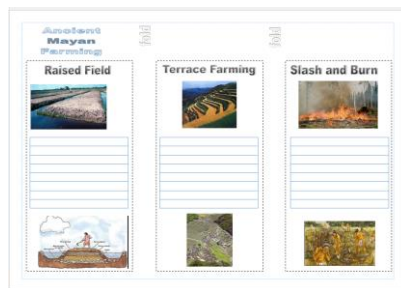 Ancient
Mayan
Farming
fold
fold
Raised Field
Terrace Farming
Slash and Burn